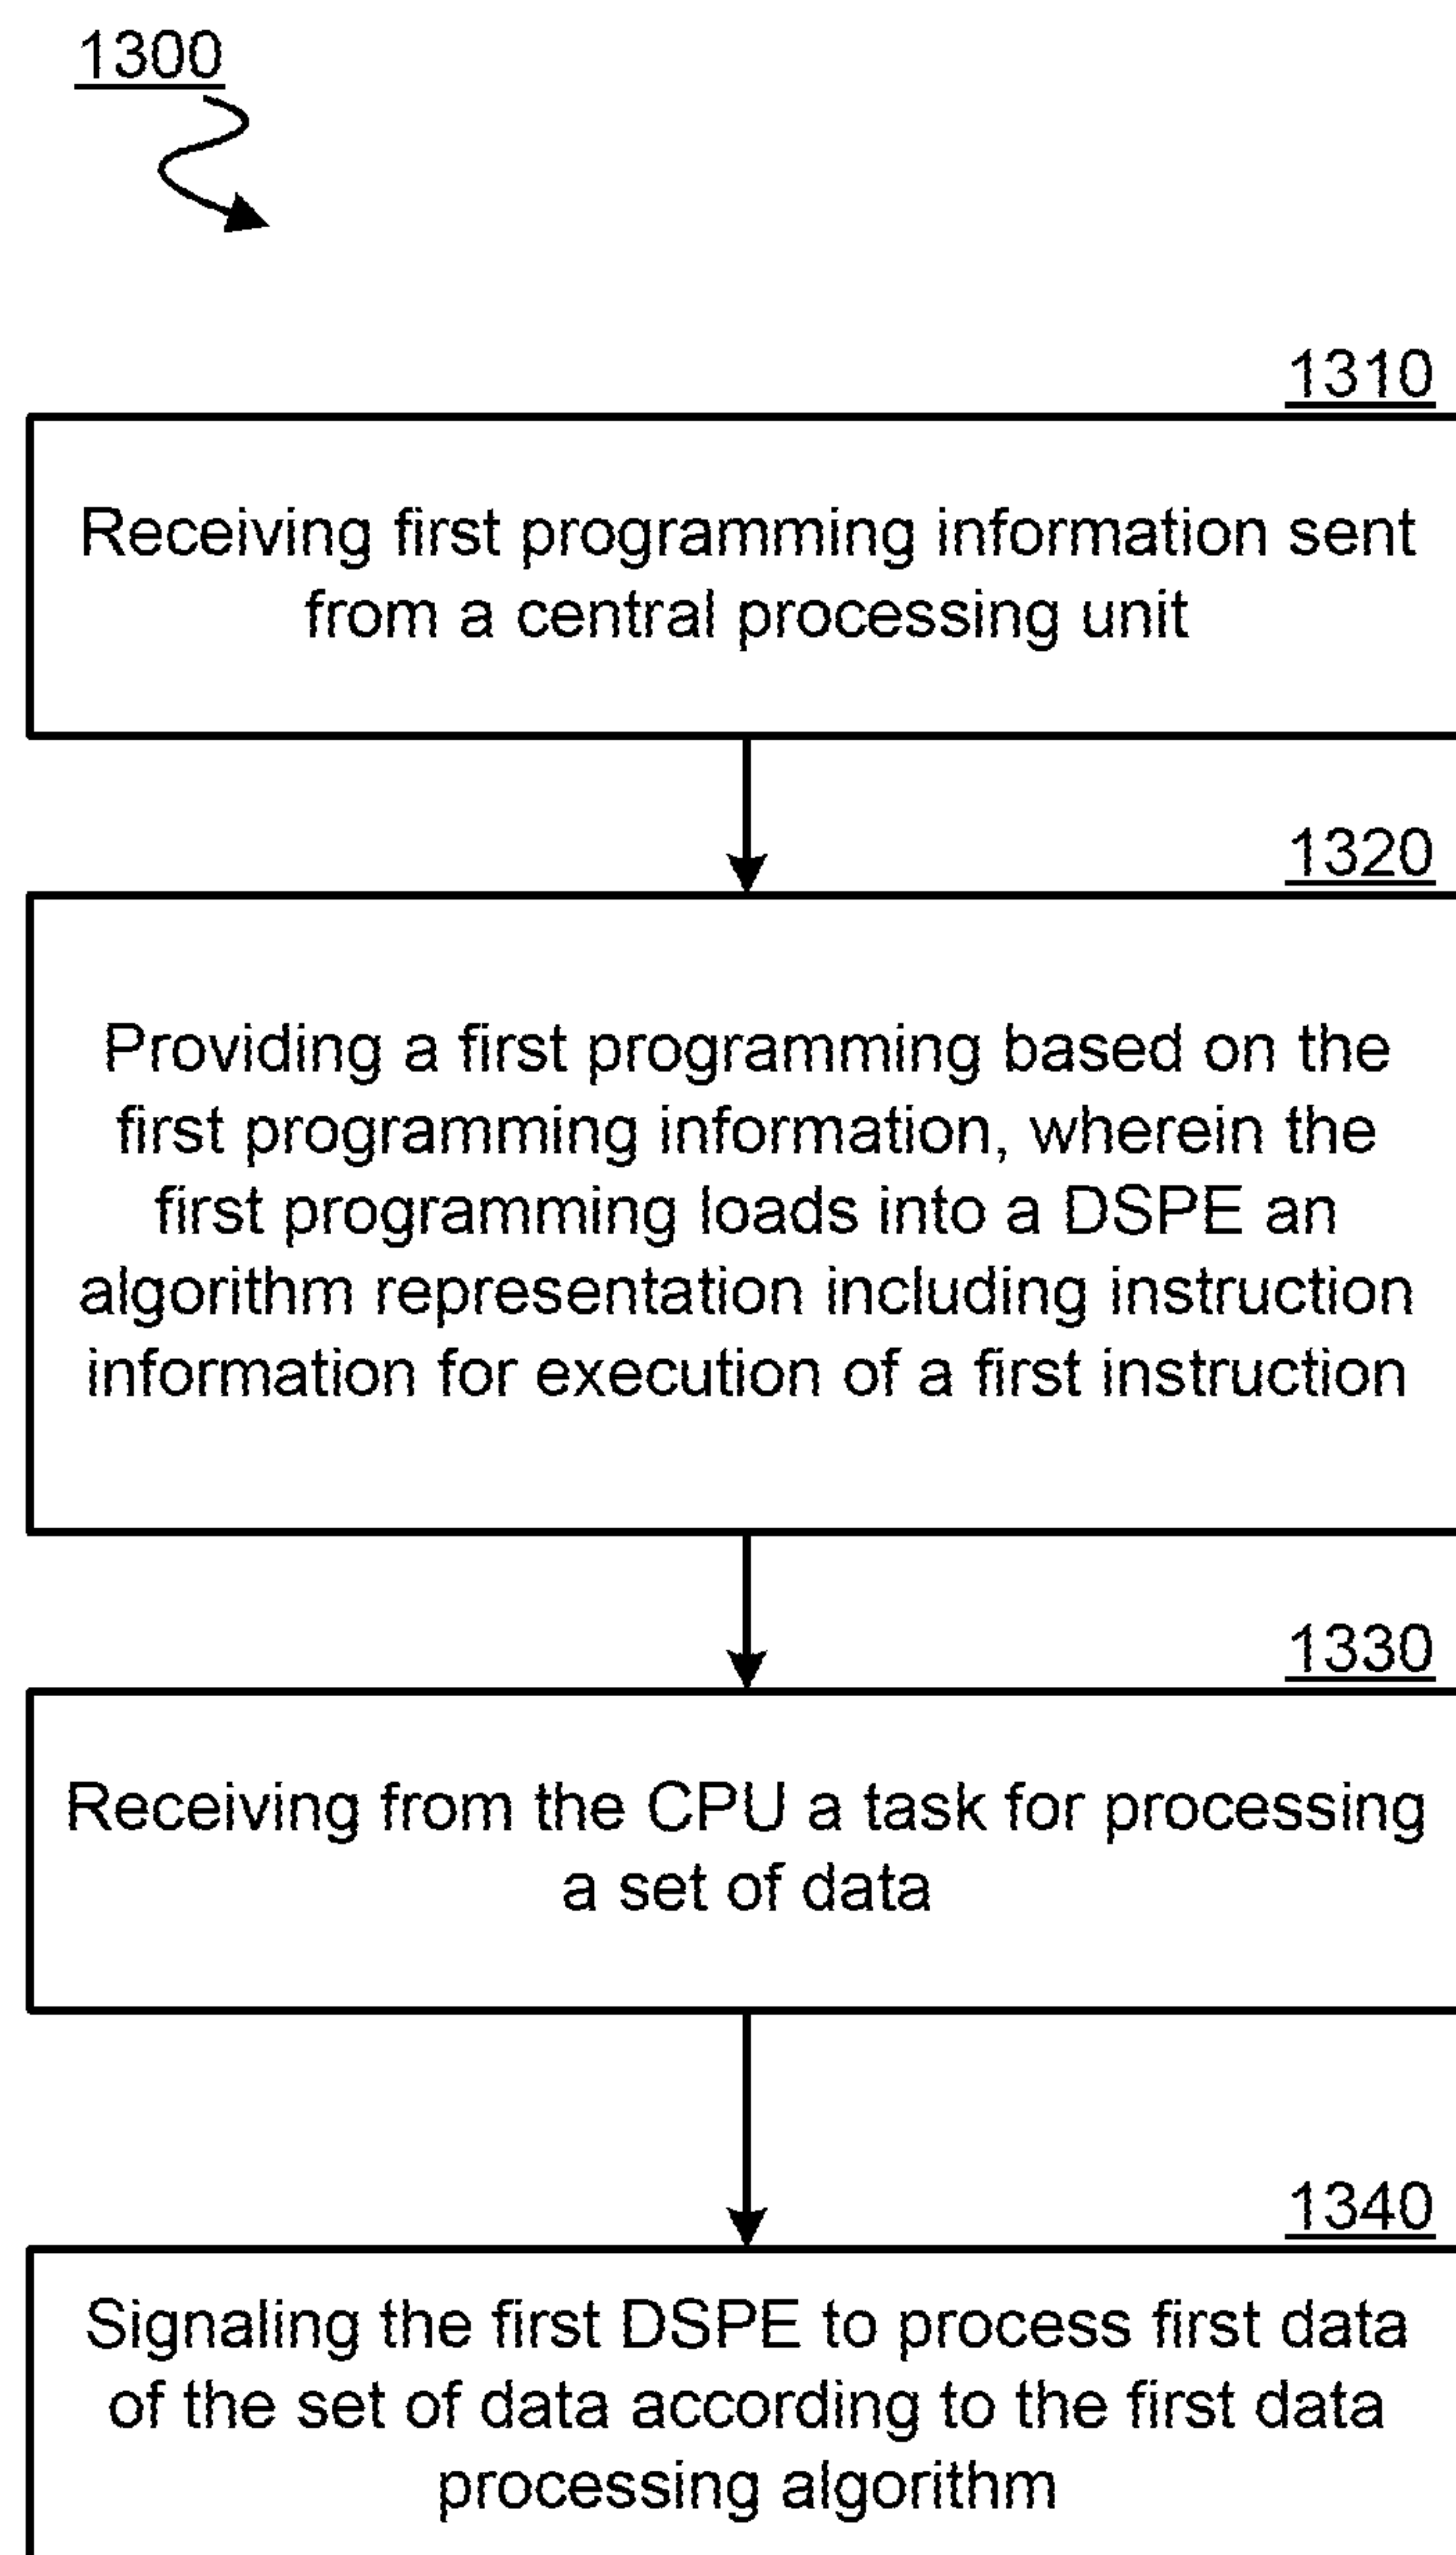 1300
1310
Receiving first programming information sent
from a central processing unit
1320
Providing a first programming based on the
first programming information, wherein the
first programming loads into a DSPE an
algorithm representation including instruction
information for execution of a first instruction
1330
Receiving from the CPU a task for processing
a set of data
1340
Signaling the first DSPE to process first data
of the set of data according to the first data
processing algorithm